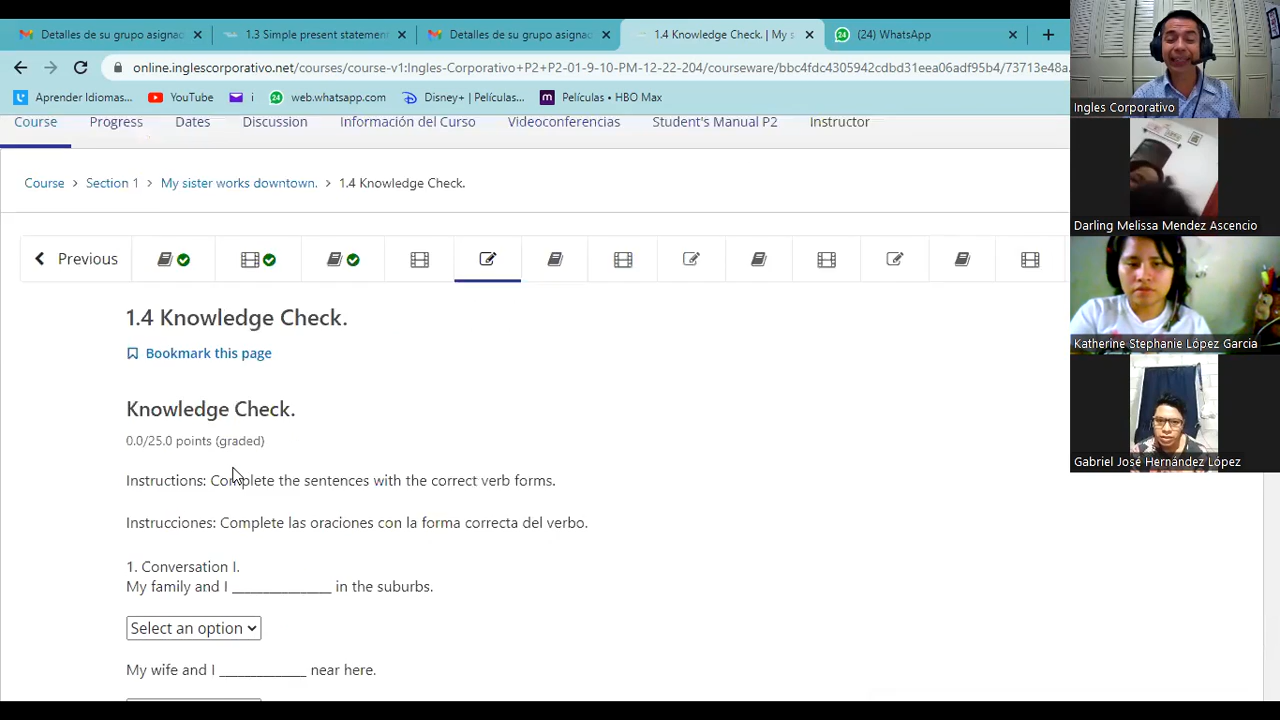 Detalles de su grupo asigna
1.3 Simple present statemen
de su grupo asigna
1.4 Knowledge Check. | My s
(24) WhatsApp
online.inglescorporativo.net/courses/course-v1:Ingles-Cor
+P2+P2-01-9-10-PM-12-22-204/courseware/bbc4fdc4305942cdbd31eea06adf95b4/73713e48a
Aprender Idiomas...
YouTube
i
web.whatsapp.com
Disney+ | Películas...
Películas • HBO Max
Course
Progress
Dates
Discussion
Información del Curso
Videoconferencias
Student's Manual P2
Instructor
Course > Section 1 > My sister works downtown. > 1.4 Knowledge Check.
Previous
1.4 Knowledge Check.
Bookmark this page
Knowledge Check.
0.0/25.0 points (graded)
Instructions: Complete the sentences with the correct verb forms.
Instrucciones: Complete las oraciones con la forma correcta del verbo.
1. Conversation I.
My family and I _______________ in the suburbs.
Select an option
My wife and I _____________ near here.
Ingles Corporativo
Darling Melissa Mendez Ascencio
Katherine Stephanie López Garcia
Gabriel José Hernández López